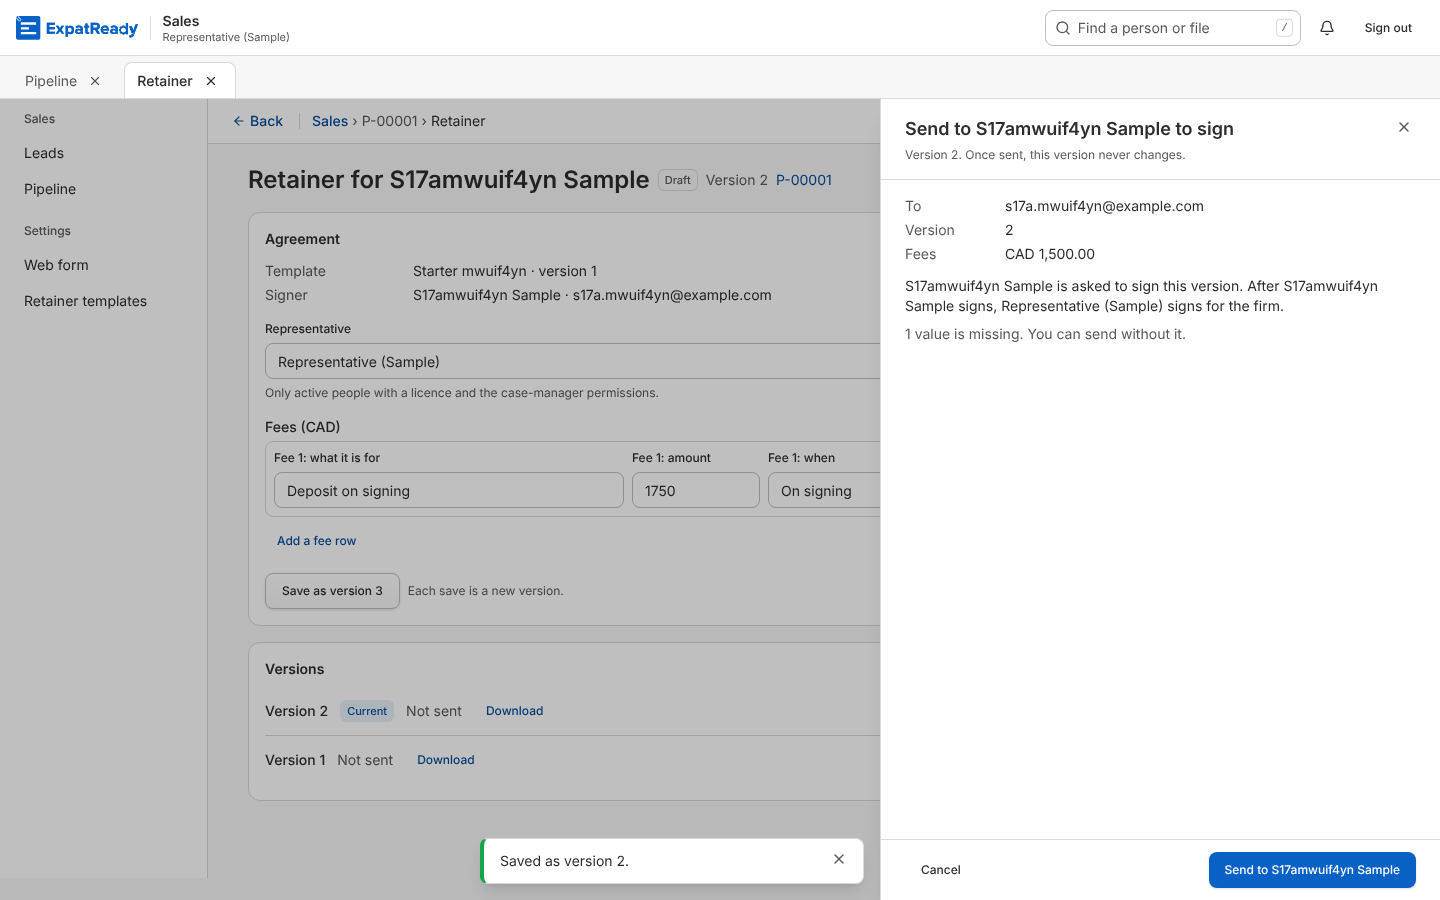 ExpatReady
Sales
Representative (Sample)
Find a person or file /
Sign out
Pipeline
Retainer
Sales
Leads
Pipeline
Settings
Web form
Retainer templates
← Back
Sales › P-00001 › Retainer
Retainer for S17amwuif4yn Sample Draft Version 2 P-00001
Agreement
Template Starter mwuif4yn · version 1
Signer S17amwuif4yn Sample · s17a.mwuif4yn@example.com
Representative
Representative (Sample)
Only active people with a licence and the case-manager permissions.
Fees (CAD)
Fee 1: what it is for Fee 1: amount Fee 1: when
Deposit on signing 1750 On signing
Add a fee row
Save as version 3 Each save is a new version.
Versions
Version 2 Current Not sent Download
Version 1 Not sent Download
Saved as version 2.
Send to S17amwuif4yn Sample to sign
Version 2. Once sent, this version never changes.
To s17a.mwuif4yn@example.com
Version 2
Fees CAD 1,500.00
S17amwuif4yn Sample is asked to sign this version. After S17amwuif4yn
Sample signs, Representative (Sample) signs for the firm.
1 value is missing. You can send without it.
Cancel
Send to S17amwuif4yn Sample